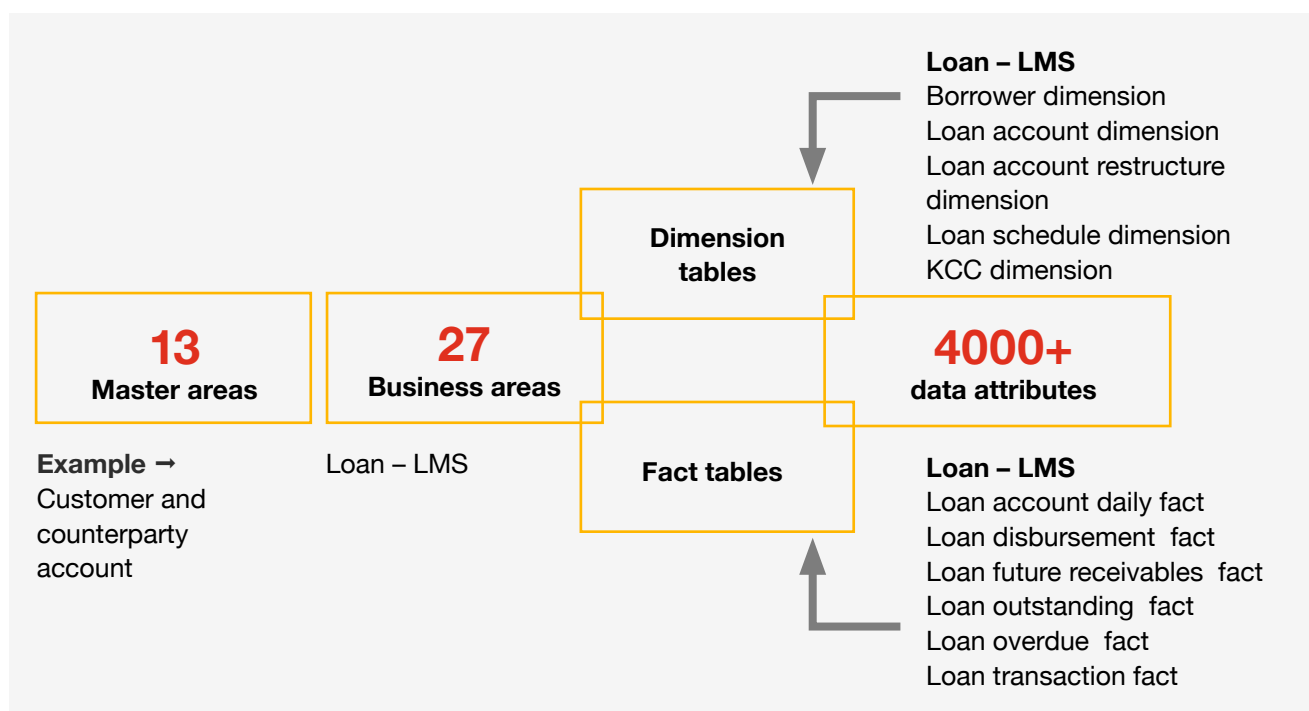 Loan – LMS
Borrower dimension
Loan account dimension
Loan account restructure
dimension
Loan schedule dimension
KCC dimension
Dimension
tables
13
Master areas
27
Business areas
4000+
data attributes
Example →
Customer and
counterparty
account
Loan – LMS
Fact tables
Loan – LMS
Loan account daily fact
Loan disbursement  fact
Loan future receivables  fact
Loan outstanding  fact
Loan overdue  fact
Loan transaction fact